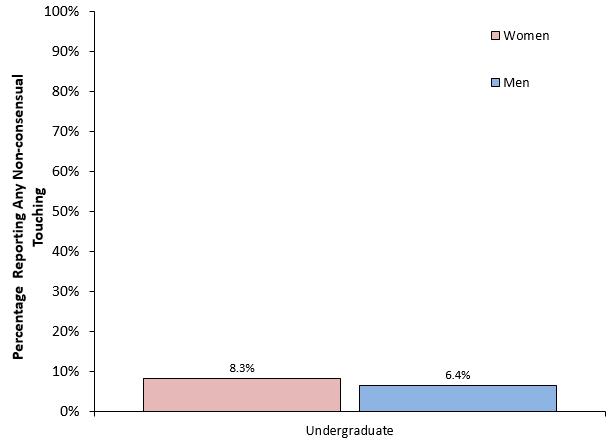 100%
90%
80%
70%
60%
50%
40%
30%
20%
10%
0%
Percentage Reporting Any Non-consensual
Touching
Women
Men
8.3%
6.4%
Undergraduate